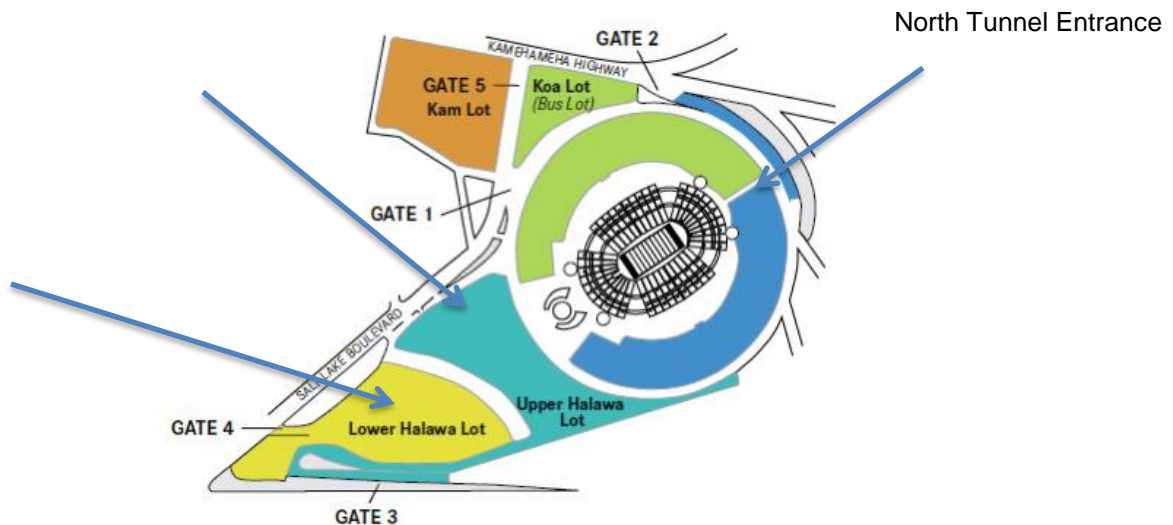 North Tunnel Entrance
GATE 2
KAMEHAMEHA HIGHWAY
GATE 5
Kam Lot
Koa Lot
(Bus Lot)
GATE 1
SALT LAKE BOULEVARD
Upper Halawa
Lot
GATE 4
Lower Halawa Lot
GATE 3